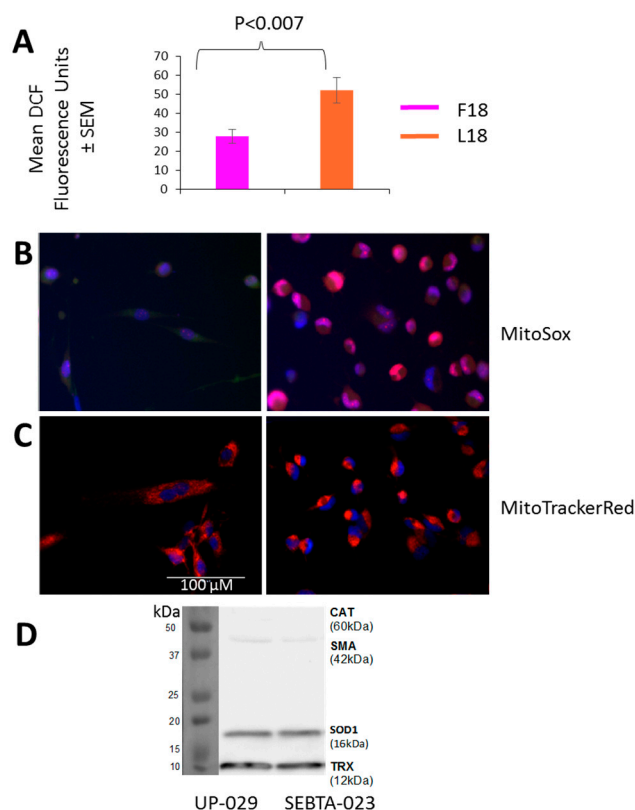 A
P<0.007
Mean DCF
Fluorescence Units
± SEM
70
60
50
40
30
20
10
0
F18
L18
B
MitoSox
C
MitoTrackerRed
100 µM
D
kDa
50
37
25
20
15
10
CAT
(60kDa)
SMA
(42kDa)
SOD1
(16kDa)
TRX
(12kDa)
UP-029 SEBTA-023